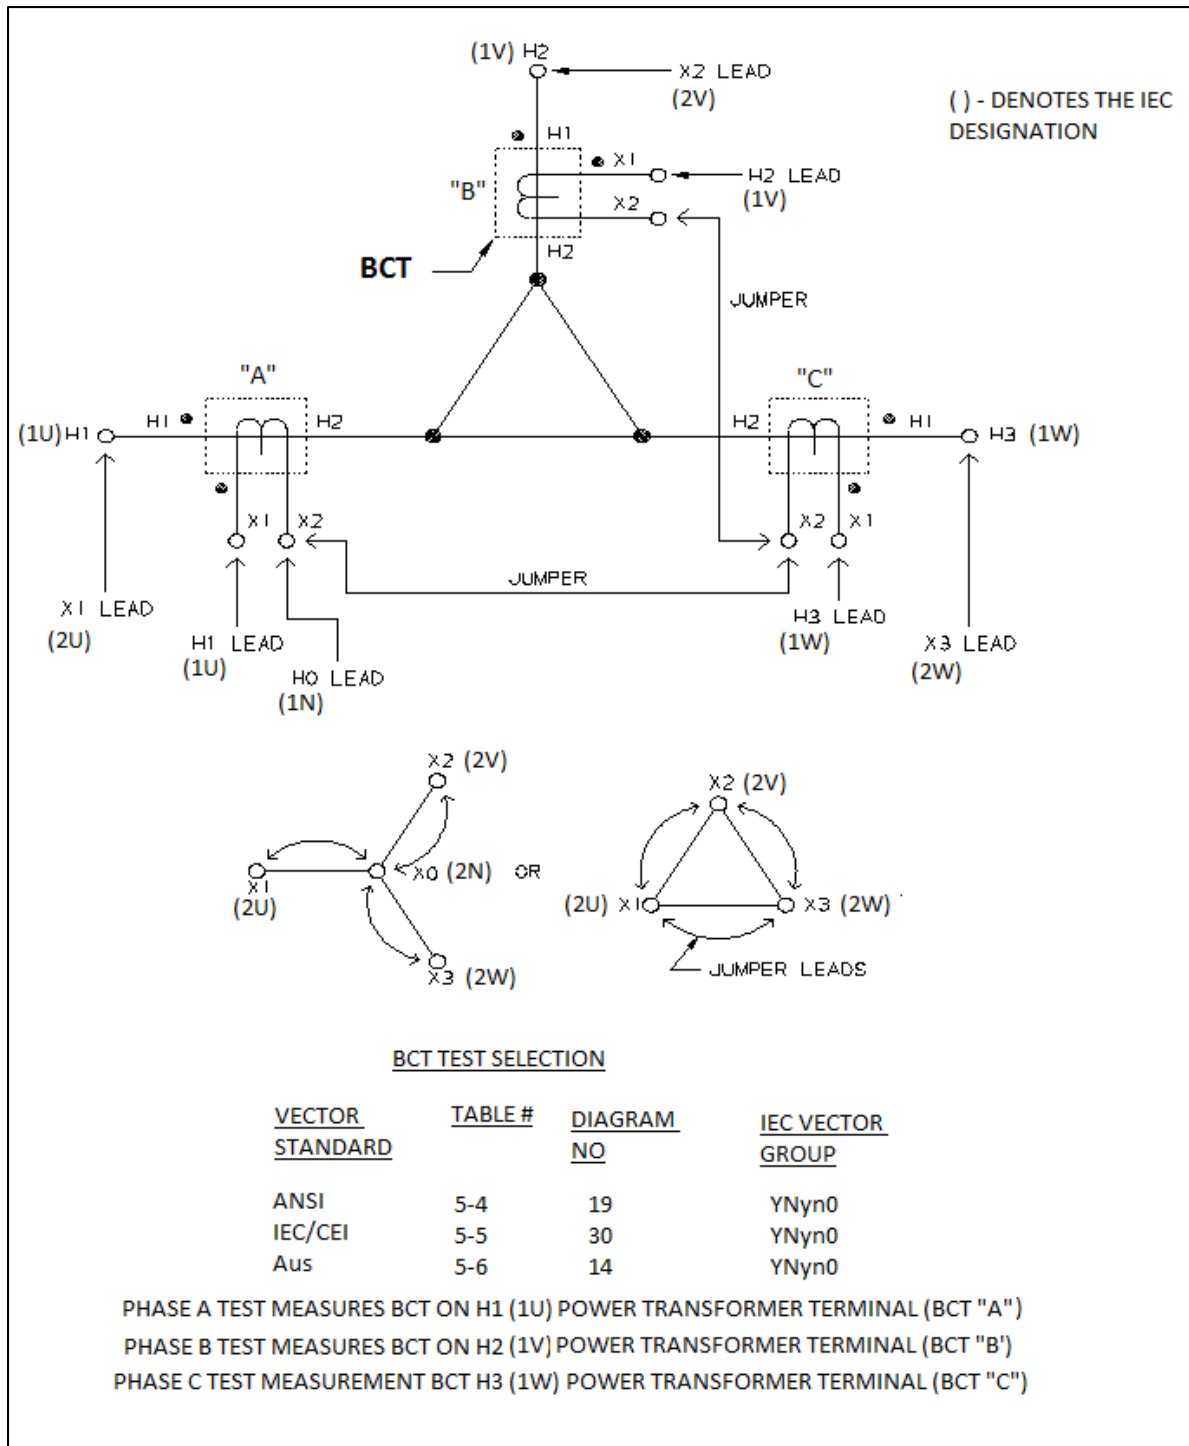 (1V) H2
X2 LEAD
(2V)
( ) - DENOTES THE IEC
DESIGNATION
H1
X1
H2 LEAD
(1V)
"B"
X2
H2
BCT
JUMPER
"A"
"C"
(1U) H1
H1
H2
H2
H1
H3 (1W)
X1
X2
X2
X1
JUMPER
X1 LEAD
(2U)
H1 LEAD
(1U)
H0 LEAD
(1N)
H3 LEAD
(1W)
X3 LEAD
(2W)
X2 (2V)
X1
(2U)
X0 (2N)
OR
X3 (2W)
X2 (2V)
(2U) X1
X3 (2W)
JUMPER LEADS
BCT TEST SELECTION
VECTOR STANDARD
TABLE #
DIAGRAM NO
IEC VECTOR GROUP
ANSI 5-4 19 YNyn0
IEC/CEI 5-5 30 YNyn0
Aus 5-6 14 YNyn0
PHASE A TEST MEASURES BCT ON H1 (1U) POWER TRANSFORMER TERMINAL (BCT "A")
PHASE B TEST MEASURES BCT ON H2 (1V) POWER TRANSFORMER TERMINAL (BCT "B')
PHASE C TEST MEASUREMENT BCT H3 (1W) POWER TRANSFORMER TERMINAL (BCT "C")